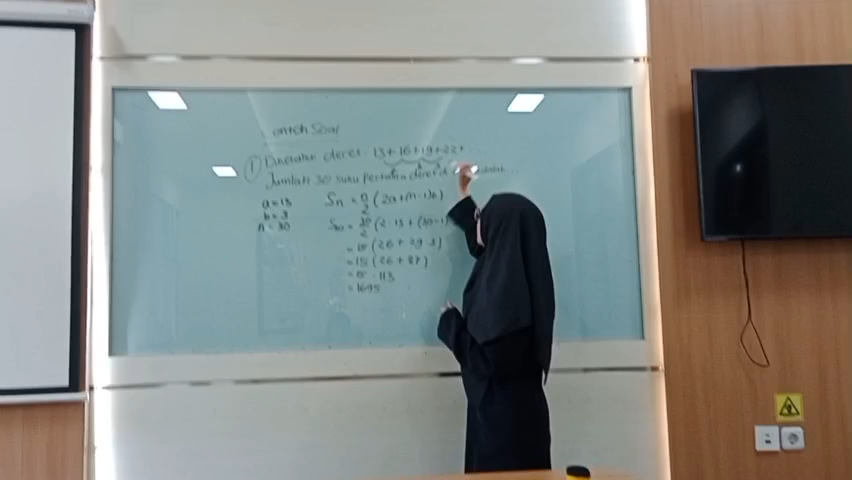 Contoh Soal
① Diketahui deret 13+16+19+22+...
Jumlah 30 suku pertama deret ...
a = 13
b = 3
n = 30
Sn = n/2 (2a+(n-1)b)
S30 = 30/2 (2·13 + (30-1)
= 15 (26 + 29·3)
= 15 (26 + 87)
= 15 · 113
= 1695